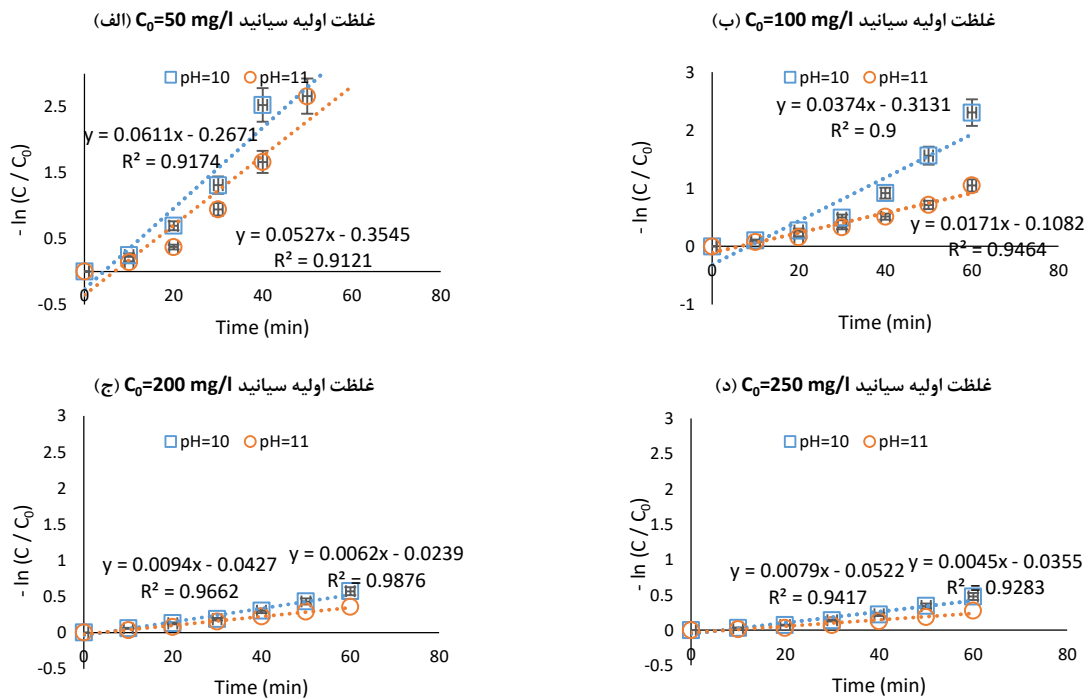 (الف) غلظت اولیه سیانید C₀=50 mg/l
pH=10 pH=11
2.5
1.5
0.5
-0.5
0 20 40 60 80
y = 0.0611x - 0.2671
R² = 0.9174
y = 0.0527x - 0.3545
R² = 0.9121
- ln (C / C₀)
Time (min)
(ب) غلظت اولیه سیانید C₀=100 mg/l
pH=10 pH=11
3
2
1
0
-1
0 20 40 60 80
y = 0.0374x - 0.3131
R² = 0.9
y = 0.0171x - 0.1082
R² = 0.9464
- ln (C / C₀)
Time (min)
(ج) غلظت اولیه سیانید C₀=200 mg/l
pH=10 pH=11
3
2.5
2
1.5
1
0.5
0
-0.5
0 20 40 60 80
y = 0.0094x - 0.0427
R² = 0.9662
y = 0.0062x - 0.0239
R² = 0.9876
- ln (C / C₀)
Time (min)
(د) غلظت اولیه سیانید C₀=250 mg/l
pH=10 pH=11
3
2.5
2
1.5
1
0.5
0
-0.5
0 20 40 60 80
y = 0.0079x - 0.0522
R² = 0.9417
y = 0.0045x - 0.0355
R² = 0.9283
- ln (C / C₀)
Time (min)